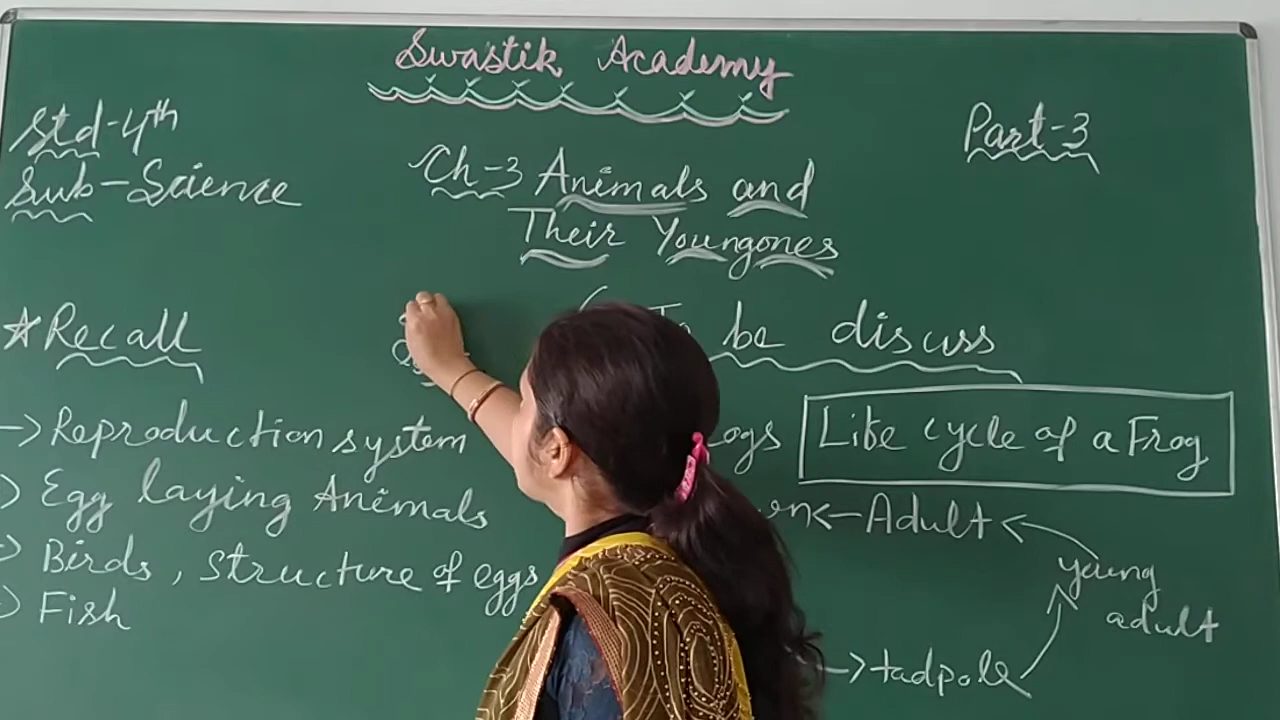 Swastik Academy
Std-4th
Sub-Science
Part-3
Ch-3 Animals and
Their Youngones
☆Recall
To be discuss
→Reproduction system
→ Egg laying Animals
→ Birds, structure of eggs
→ Fish
Life cycle of a Frog
←Adult←
young
adult
→tadpole